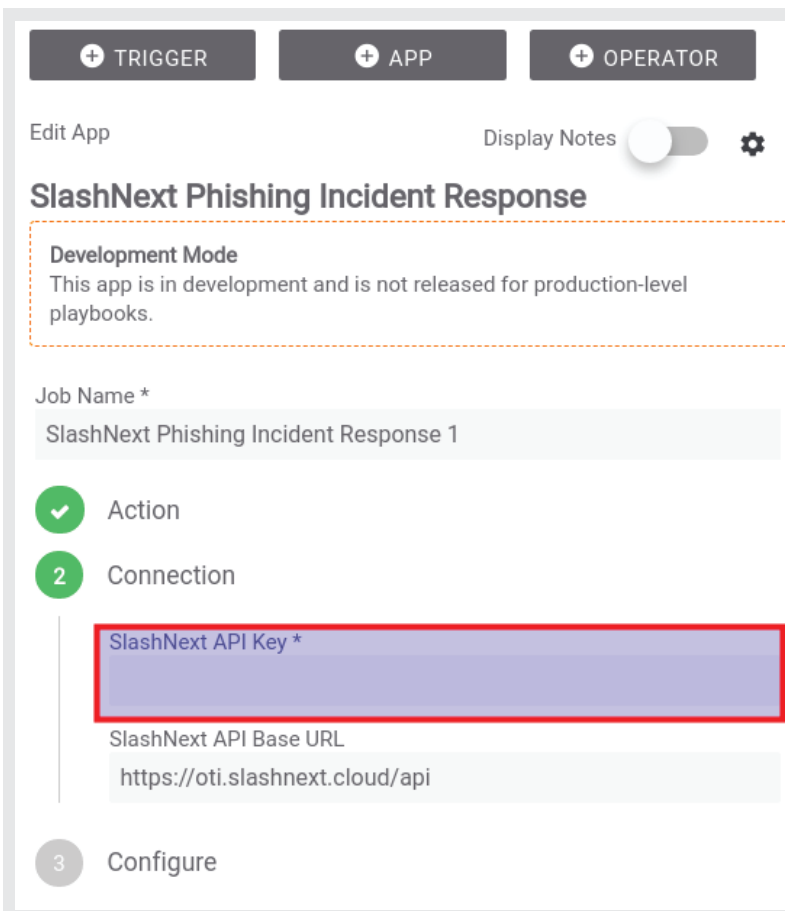 TRIGGER
APP
OPERATOR
Edit App
Display Notes
SlashNext Phishing Incident Response
Development Mode
This app is in development and is not released for production-level
playbooks.
Job Name *
SlashNext Phishing Incident Response 1
Action
2
Connection
SlashNext API Key *
SlashNext API Base URL
https://oti.slashnext.cloud/api
3
Configure